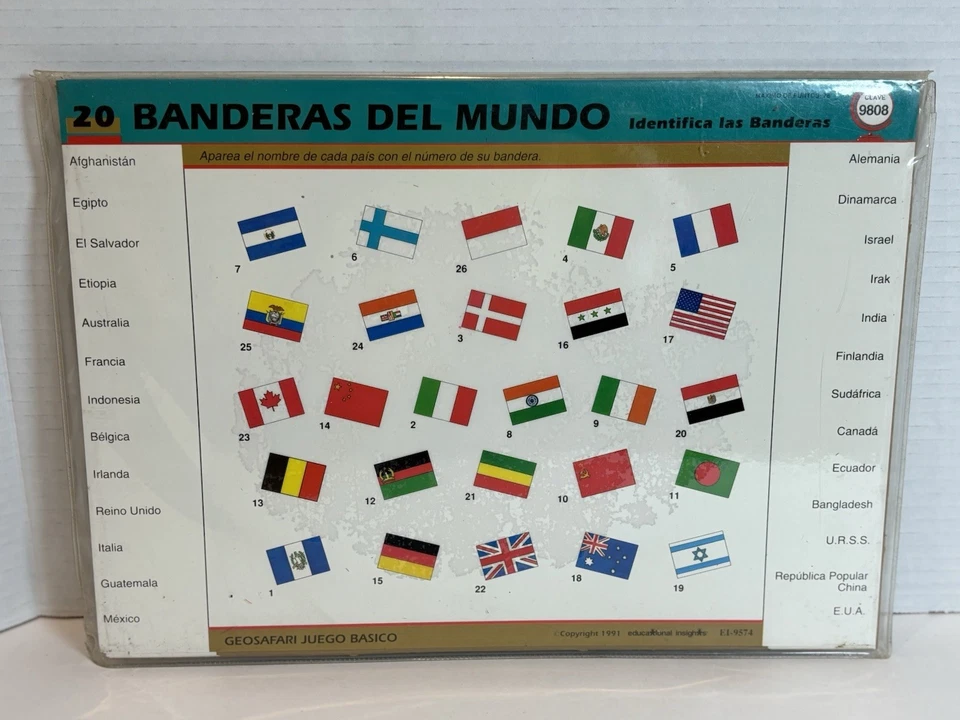 20 BANDERAS DEL MUNDO Identifica las Banderas
CLAVE
9808
Aparea el nombre de cada país con el número de su bandera.
Afghanistán
Egipto
El Salvador
Etiopia
Australia
Francia
Indonesia
Bélgica
Irlanda
Reino Unido
Italia
Guatemala
México
7 6 26 4 5
25 24 3 16 17
23 14 2 8 9 20
13 12 21 10 11
1 15 22 18 19
Alemania
Dinamarca
Israel
Irak
India
Finlandia
Sudáfrica
Canadá
Ecuador
Bangladesh
U.R.S.S.
República Popular
China
E.U.A.
GEOSAFARI JUEGO BASICO
Copyright 1991 educational insights EI-9574